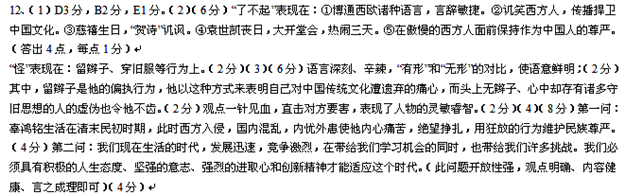 12、(1)D3分，B2分，E1分。(2)(6分)“了不起”表现在：①博通西欧诸种语言，言辞敏捷。②讥笑西方人，传播捍卫
中国文化。③慈禧生日，“贺诗”讥讽。④袁世凯丧日，大开堂会，热闹三天。⑤在傲慢的西方人面前保持作为中国人的尊严。
（答出4点，每点1分）↵
“怪”表现在：留辫子、穿旧服等行为上。(2分)(3)(6分)语言深刻、辛辣，“有形”和“无形”的对比，使语意鲜明；(2分)
其中，留辫子是他的偏执行为，他以这种方式来表明自己对中国传统文化遭遗弃的痛心，而头上无辫子、心中却存有诸多守
旧思想的人的虚伪也令他不齿。(2分)观点一针见血，直击对方要害，表现了人物的灵敏睿智。(2分)(4)(8分)第一问：
辜鸿铭生活在清末民初时期，此时西方入侵，国内混乱，内忧外患使他内心痛苦，绝望挣扎，用狂放的行为维护民族尊严。
（4分）第二问：我们现在生活的时代，发展迅速，竞争激烈，在带给我们学习机会的同时，也带给我们许多挑战。我们必
须具有积极的人生态度、坚强的意志、强烈的进取心和创新精神才能适应这个时代。（此问题开放性强，观点明确、内容健
康、言之成理即可)(4分）↵